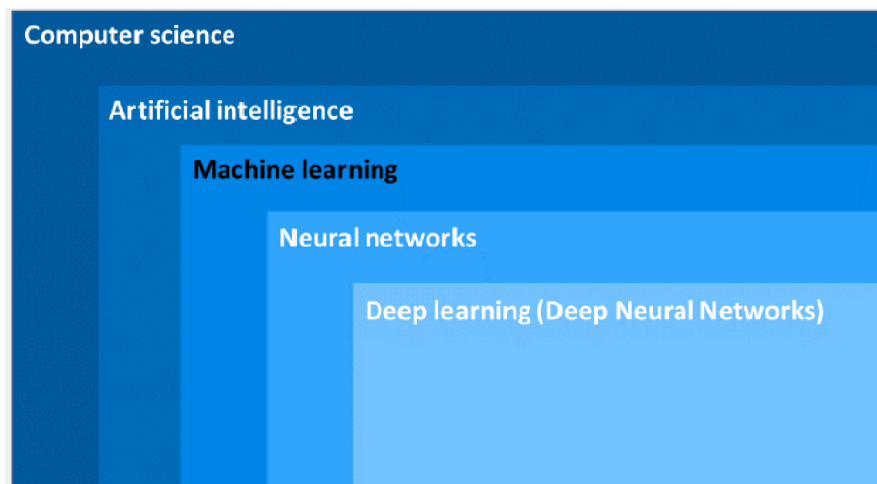 Computer science
Artificial intelligence
Machine learning
Neural networks
Deep learning (Deep Neural Networks)